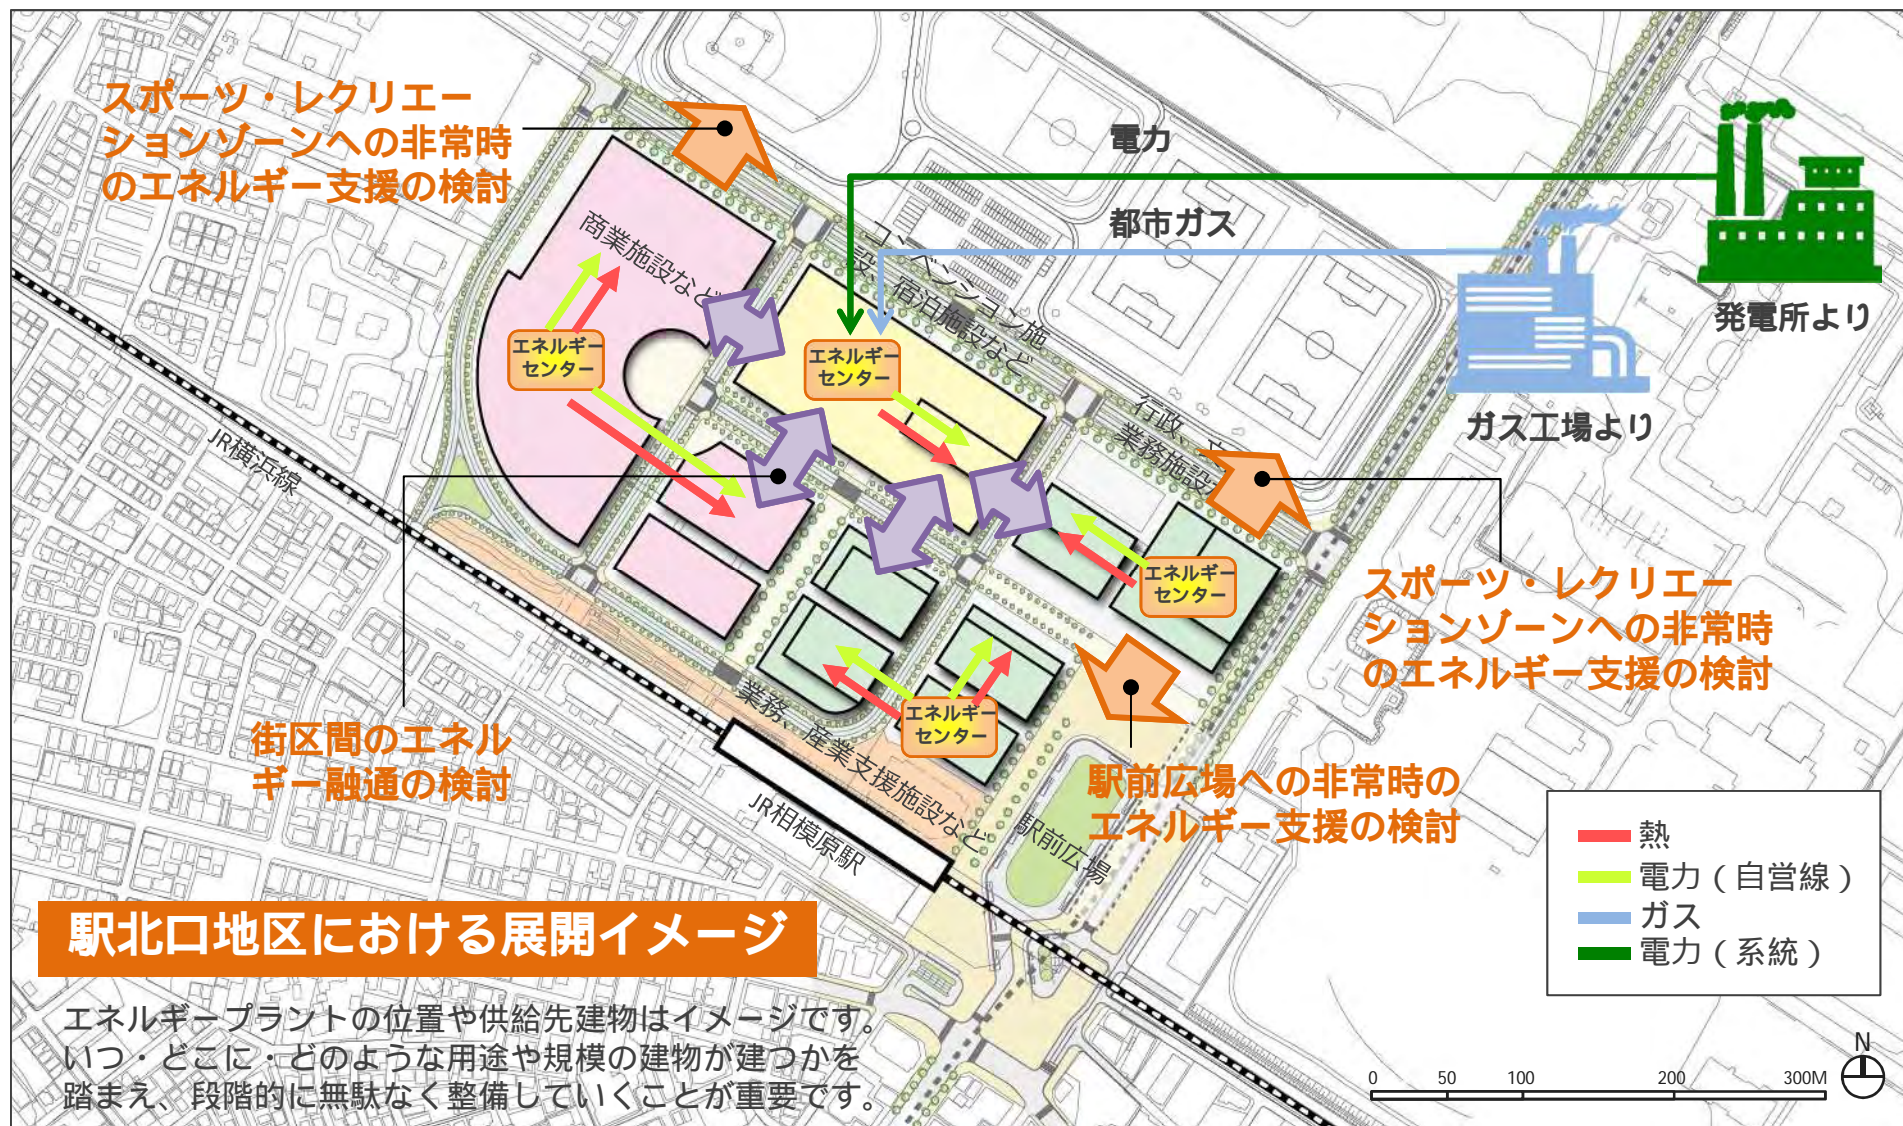 スポーツ・レクリエー
ションゾーンへの非常時
のエネルギー支援の検討
電力
都市ガス
発電所より
ガス工場より
商業施設など
コンベンション施
設、宿泊施設など
行政、
業務施設
エネルギー
センター
エネルギー
センター
エネルギー
センター
エネルギー
センター
JR横浜線
スポーツ・レクリエー
ションゾーンへの非常時
のエネルギー支援の検討
街区間のエネル
ギー融通の検討
業務、産業支援施設など
JR相模原駅
駅前広場
駅前広場への非常時の
エネルギー支援の検討
熱
電力（自営線）
ガス
電力（系統）
駅北口地区における展開イメージ
エネルギープラントの位置や供給先建物はイメージです。
いつ・どこに・どのような用途や規模の建物が建つかを
踏まえ、段階的に無駄なく整備していくことが重要です。
0 50 100 200 300M
N